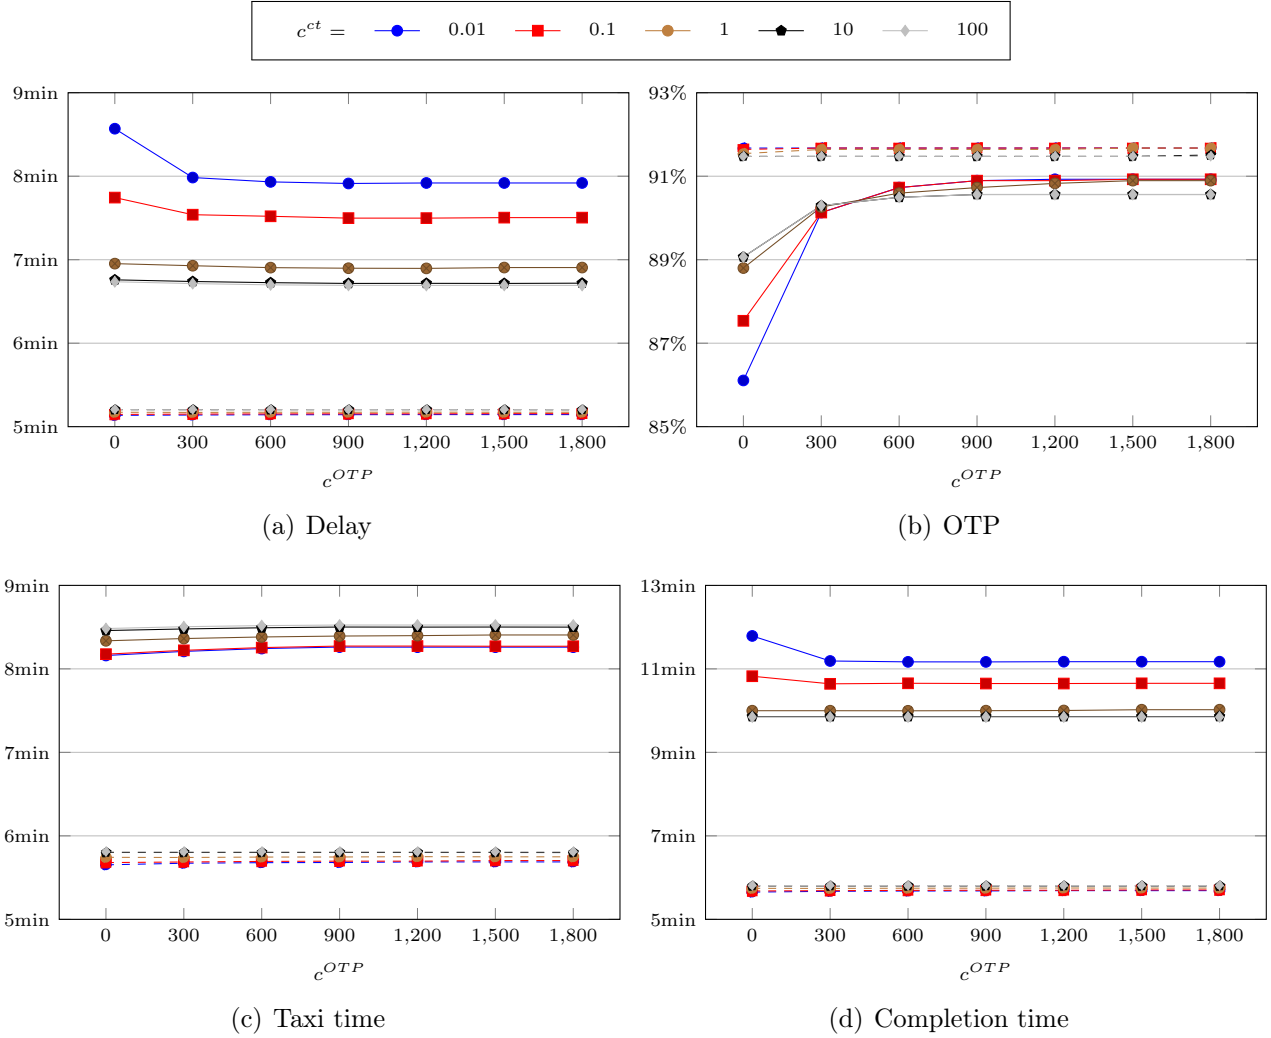 c^{ct} = 0.01 0.1 1 10 100
9min
8min
7min
6min
5min
0 300 600 900 1,200 1,500 1,800
c^{OTP}
(a) Delay
93%
91%
89%
87%
85%
0 300 600 900 1,200 1,500 1,800
c^{OTP}
(b) OTP
9min
8min
7min
6min
5min
0 300 600 900 1,200 1,500 1,800
c^{OTP}
(c) Taxi time
13min
11min
9min
7min
5min
0 300 600 900 1,200 1,500 1,800
c^{OTP}
(d) Completion time